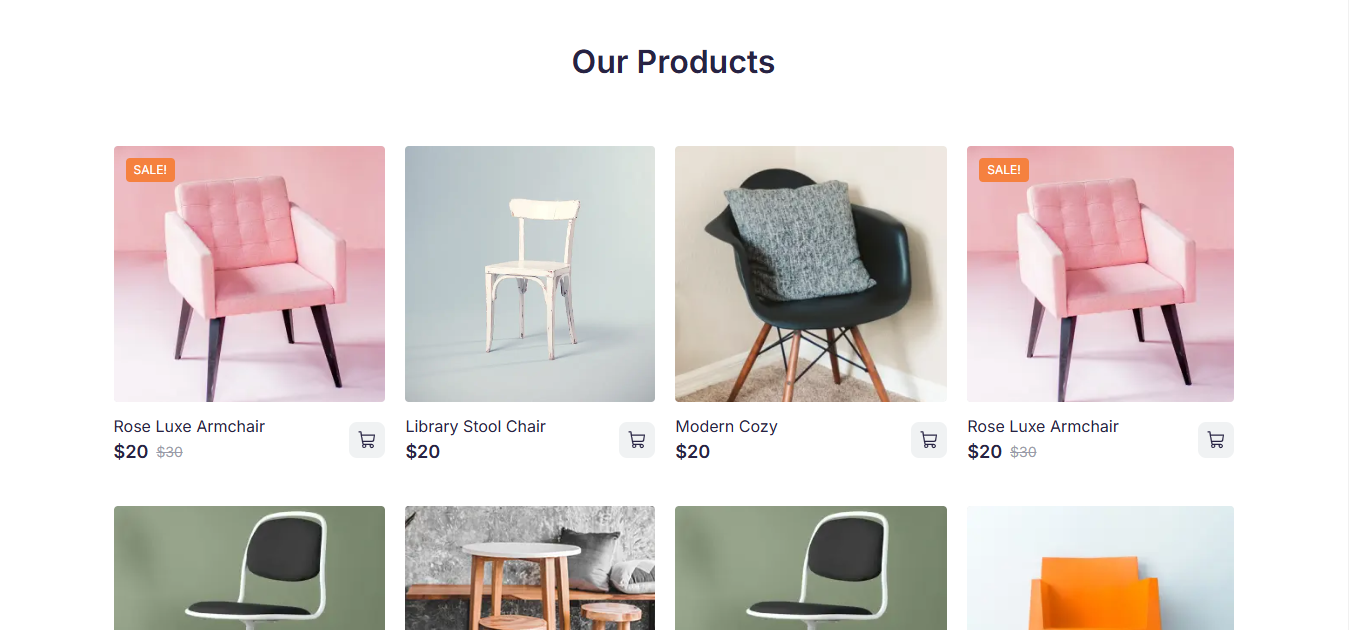 Our Products
SALE!
SALE!
Rose Luxe Armchair
$20 $30
Library Stool Chair
$20
Modern Cozy
$20
Rose Luxe Armchair
$20 $30